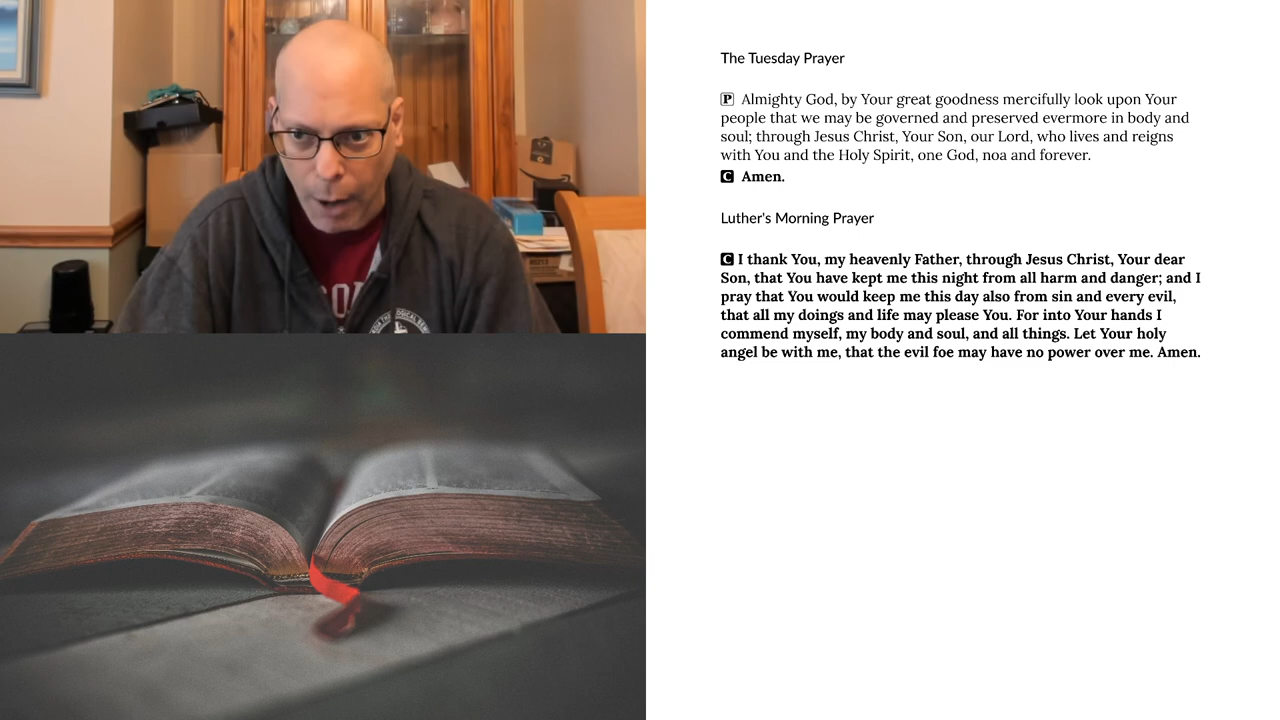 The Tuesday Prayer
P Almighty God, by Your great goodness mercifully look upon Your
people that we may be governed and preserved evermore in body and
soul; through Jesus Christ, Your Son, our Lord, who lives and reigns
with You and the Holy Spirit, one God, noa and forever.
C Amen.
Luther's Morning Prayer
C I thank You, my heavenly Father, through Jesus Christ, Your dear
Son, that You have kept me this night from all harm and danger; and I
pray that You would keep me this day also from sin and every evil,
that all my doings and life may please You. For into Your hands I
commend myself, my body and soul, and all things. Let Your holy
angel be with me, that the evil foe may have no power over me. Amen.